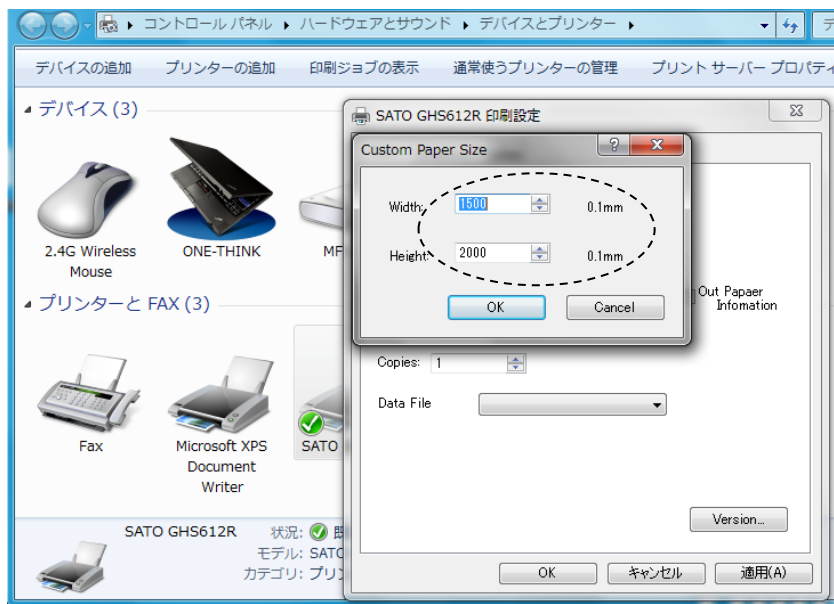 コントロール パネル ▸ ハードウェアとサウンド ▸ デバイスとプリンター ▸
デバイスの追加 プリンターの追加 印刷ジョブの表示 通常使うプリンターの管理 プリント サーバー プロパティ
デバイス (3)
2.4G Wireless
Mouse
ONE-THINK
MF
プリンターと FAX (3)
Fax
Microsoft XPS
Document
Writer
SATO
SATO GHS612R 印刷設定
Custom Paper Size
Width: 1500 0.1mm
Height: 2000 0.1mm
OK Cancel
Out Papaer
Infomation
Copies: 1
Data File
Version...
OK キャンセル 適用(A)
SATO GHS612R 状況: 既
モデル: SATO
カテゴリ: プリン